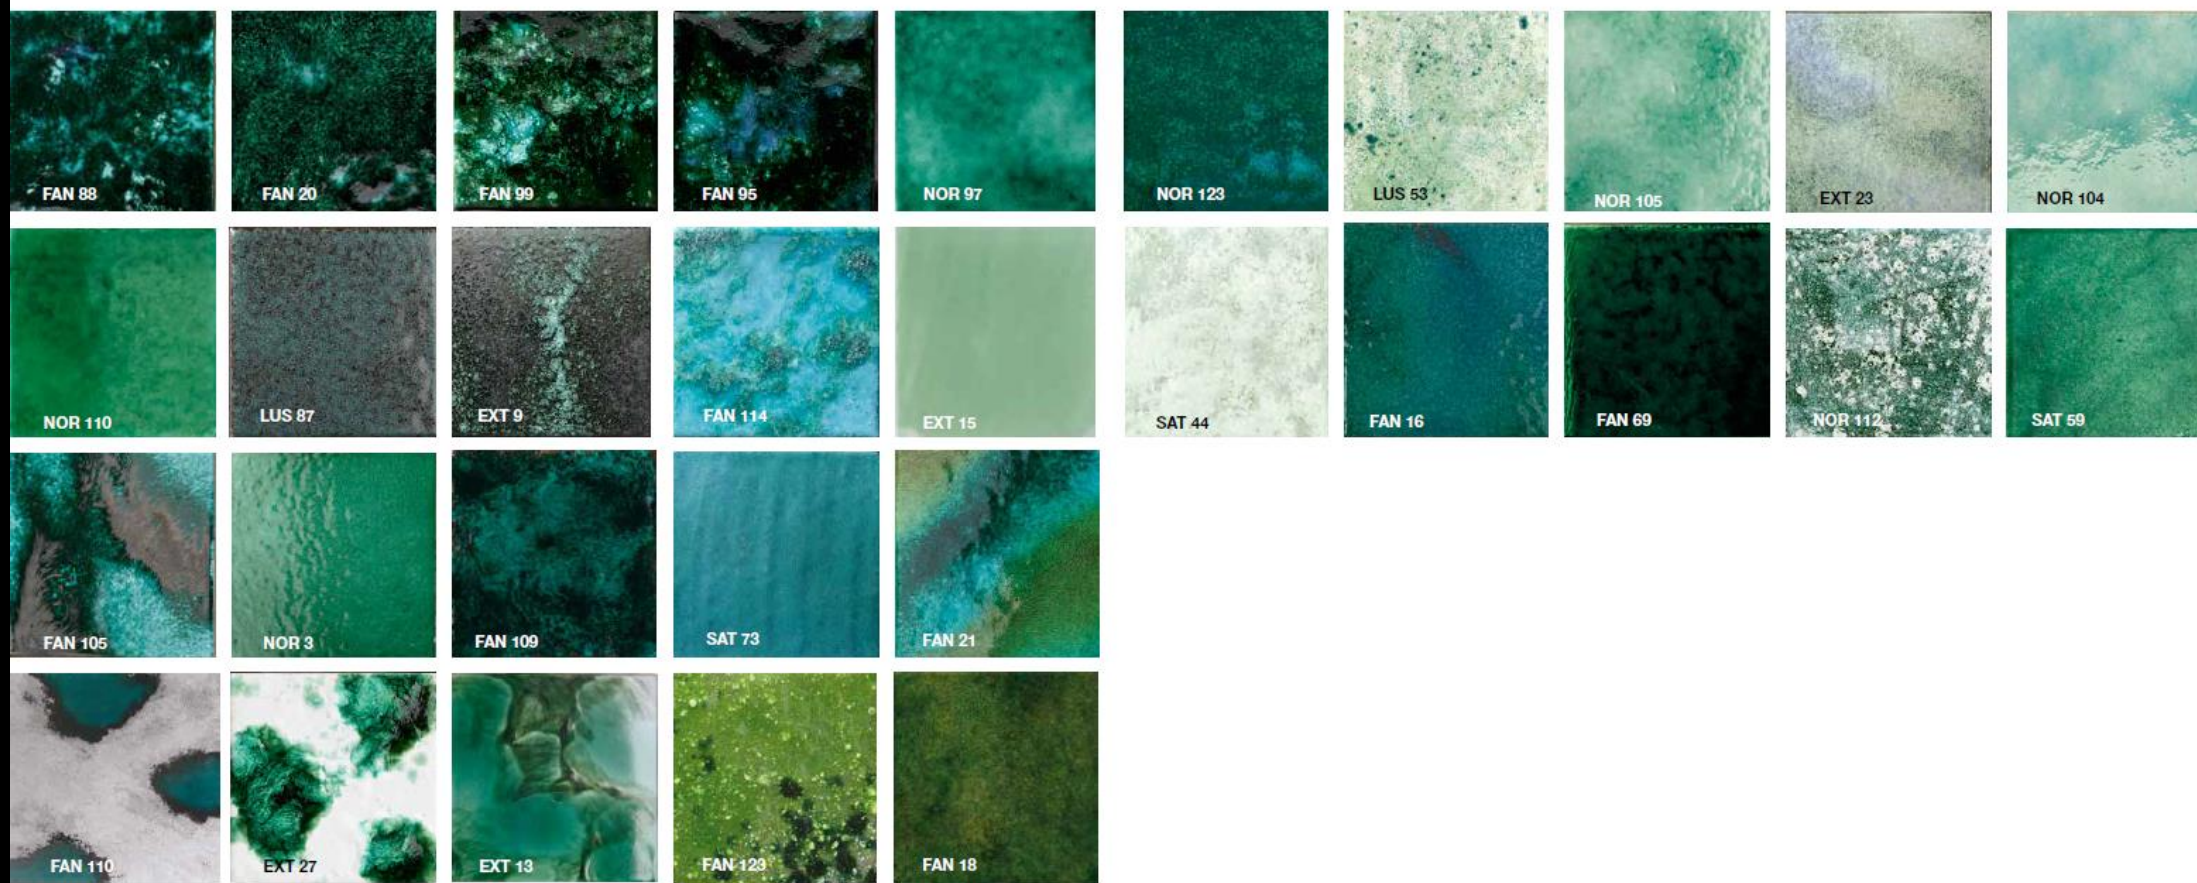 FAN 88
FAN 20
FAN 99
FAN 95
NOR 97
NOR 123
LUS 53
NOR 105
EXT 23
NOR 104
NOR 110
LUS 87
EXT 9
FAN 114
EXT 15
SAT 44
FAN 16
FAN 69
NOR 112
SAT 59
FAN 105
NOR 3
FAN 109
SAT 73
FAN 21
FAN 110
EXT 27
EXT 13
FAN 123
FAN 18